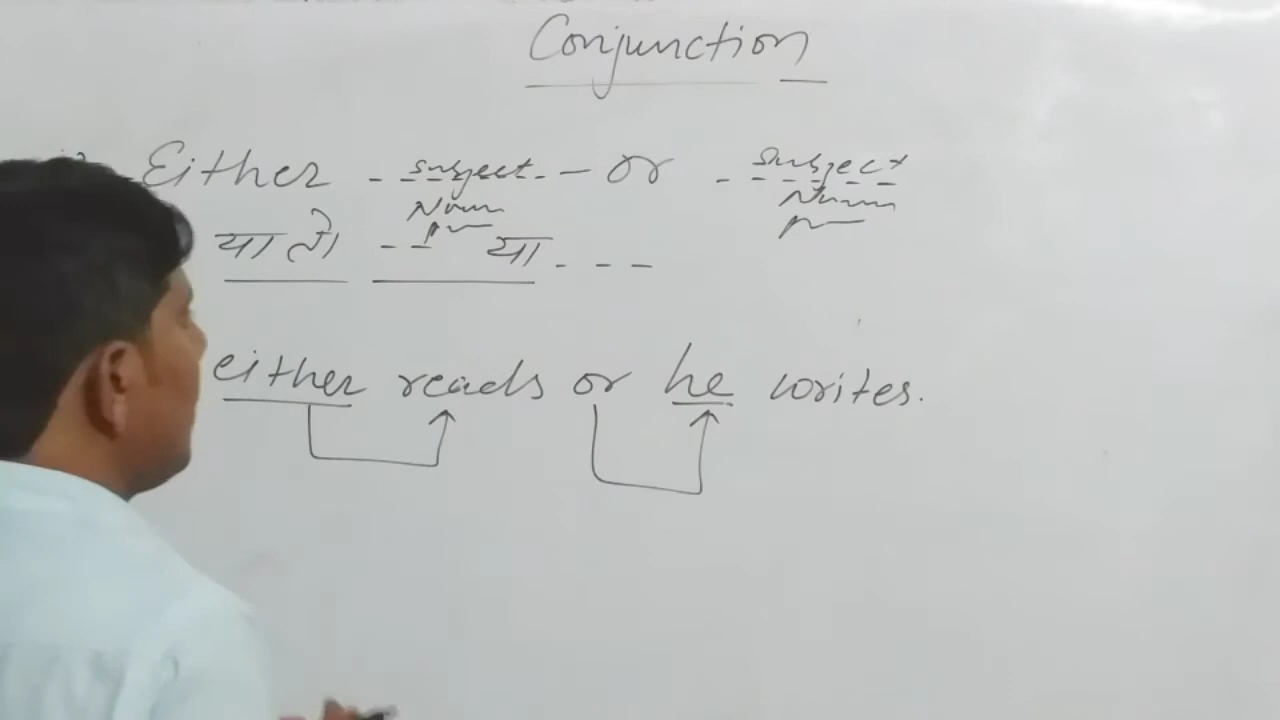 Conjunction
Either - - subject - - - or - - - subject - -
Noun Noun
या तो - - या - - - -
either reads or he writes.